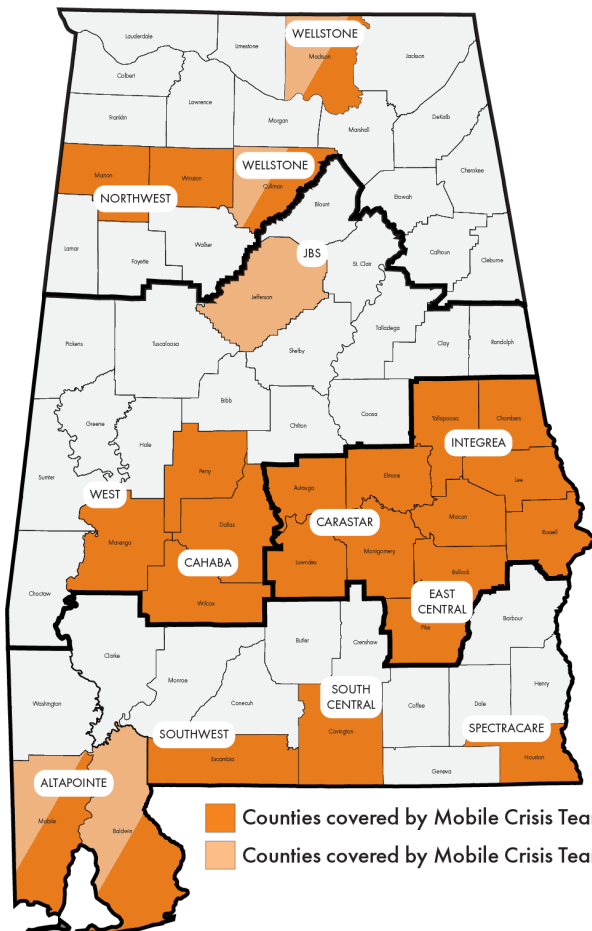 WELLSTONE
Lauderdale
Limestone
Madison
Jackson
Colbert
Lawrence
Franklin
Morgan
Marshall
DeKalb
Marion
Winston
WELLSTONE
Cullman
Cherokee
Etowah
NORTHWEST
Blount
Lamar
Fayette
Walker
JBS
St. Clair
Calhoun
Cleburne
Jefferson
Pickens
Tuscaloosa
Shelby
Talladega
Clay
Randolph
Bibb
Chilton
Coosa
Tallapoosa
Chambers
Greene
Hale
INTEGREA
Sumter
Perry
Autauga
Elmore
Lee
WEST
CARASTAR
Macon
Dallas
Russell
Marengo
Lowndes
Montgomery
CAHABA
Bullock
Choctaw
Wilcox
EAST
CENTRAL
Pike
Barbour
Clarke
Butler
Crenshaw
Monroe
Washington
Conecuh
SOUTH
CENTRAL
Coffee
Dale
Henry
SOUTHWEST
Covington
SPECTRACARE
Escambia
Houston
Geneva
ALTAPOINTE
Mobile
Baldwin
Counties covered by Mobile Crisis Tea
Counties covered by Mobile Crisis Tea